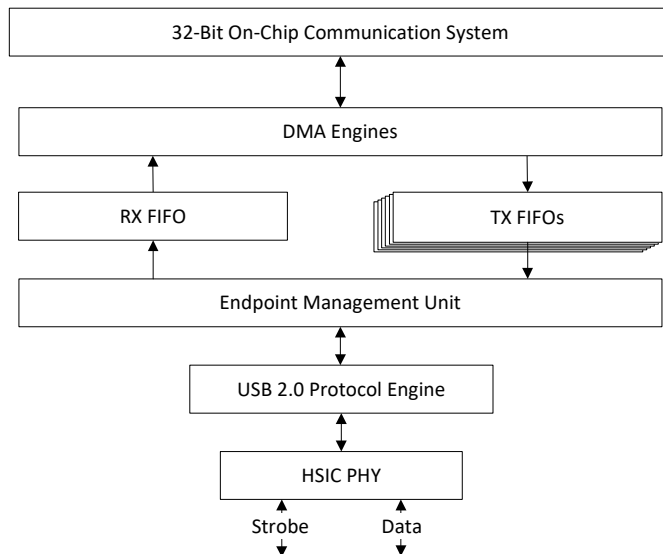 32-Bit On-Chip Communication System
DMA Engines
RX FIFO
TX FIFOs
Endpoint Management Unit
USB 2.0 Protocol Engine
HSIC PHY
Strobe
Data